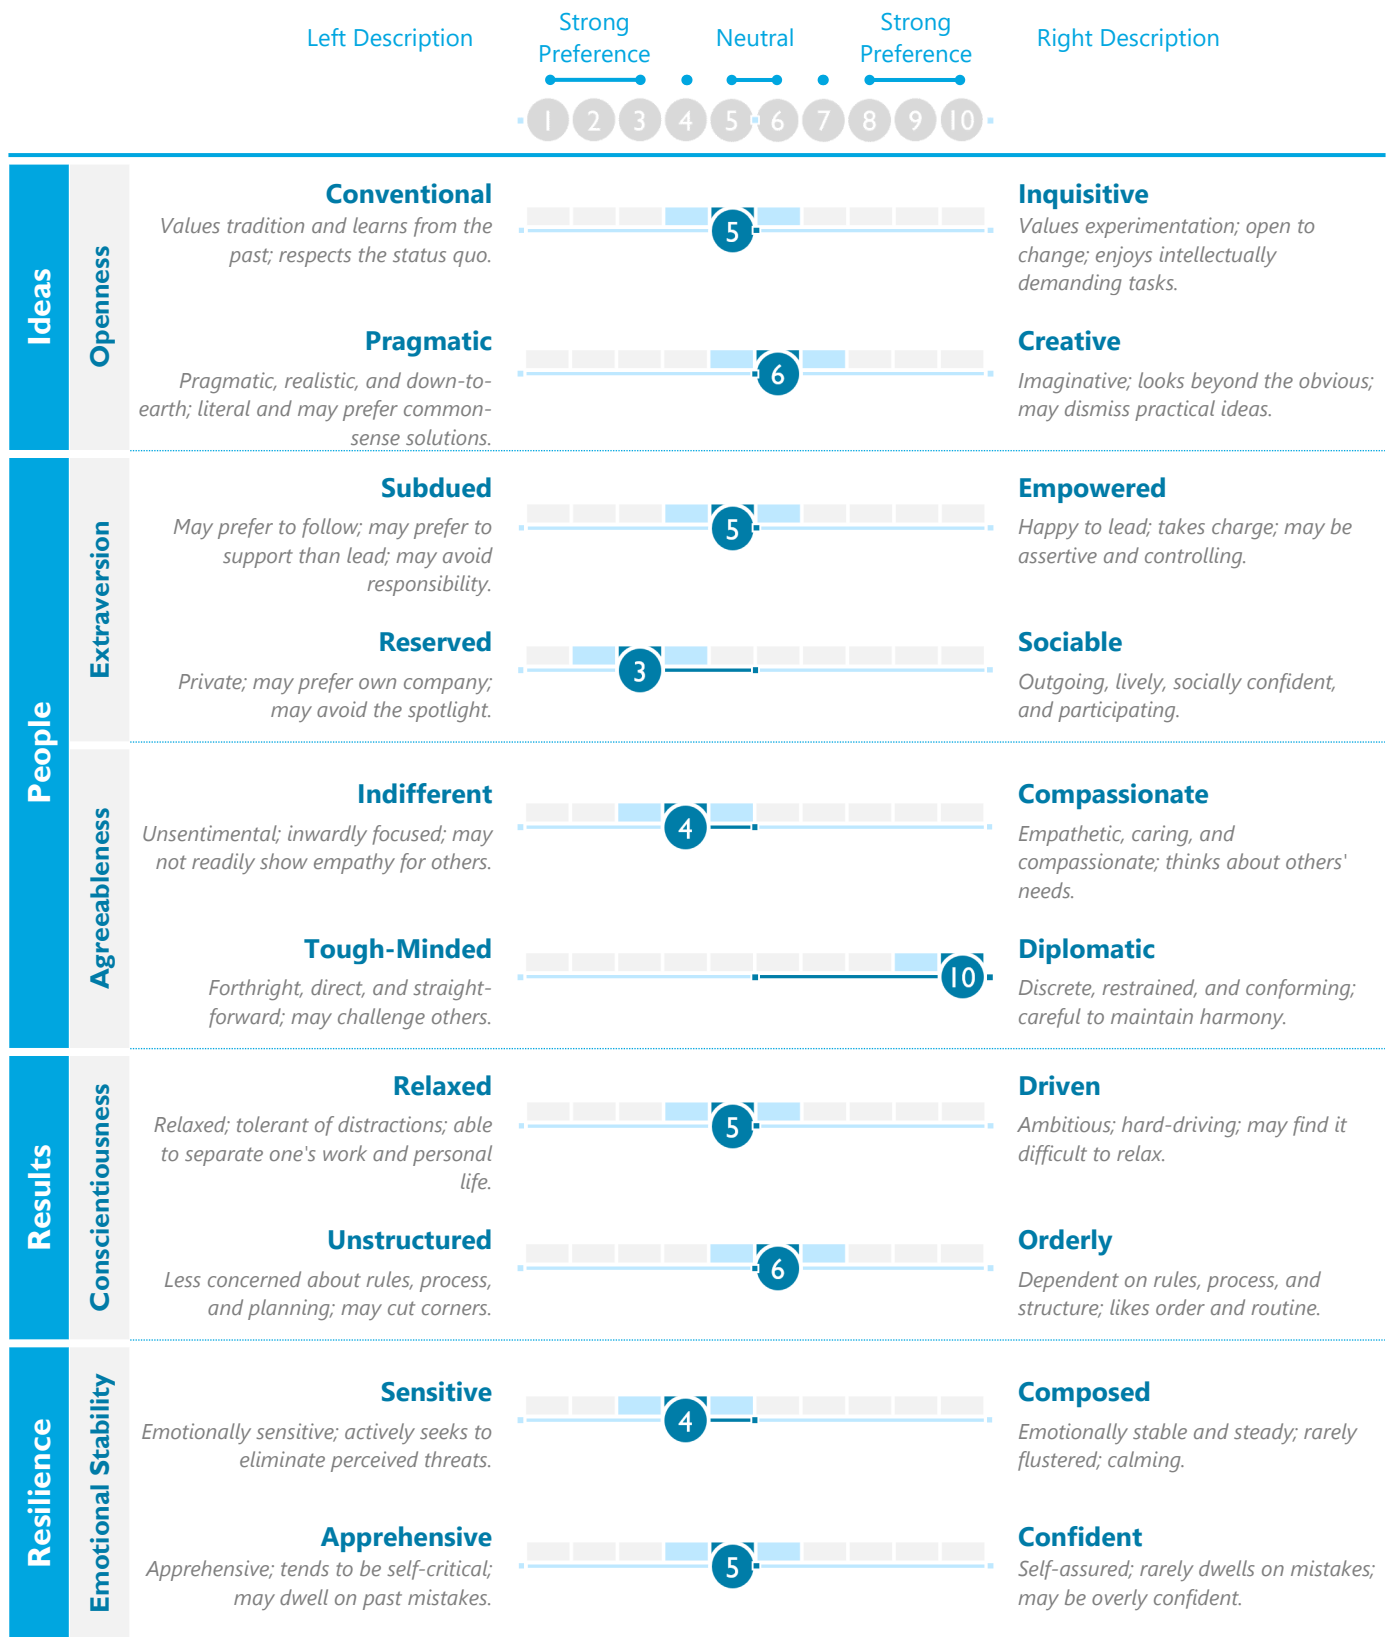 Left Description
Strong
Preference
Neutral
Strong
Preference
Right Description
1 2 3 4 5 6 7 8 9 10
Ideas
Openness
Conventional
Values tradition and learns from the
past; respects the status quo.
5
Inquisitive
Values experimentation; open to
change; enjoys intellectually
demanding tasks.
Pragmatic
Pragmatic, realistic, and down-to-
earth; literal and may prefer common-
sense solutions.
6
Creative
Imaginative; looks beyond the obvious;
may dismiss practical ideas.
People
Extraversion
Subdued
May prefer to follow; may prefer to
support than lead; may avoid
responsibility.
5
Empowered
Happy to lead; takes charge; may be
assertive and controlling.
Reserved
Private; may prefer own company;
may avoid the spotlight.
3
Sociable
Outgoing, lively, socially confident,
and participating.
Agreeableness
Indifferent
Unsentimental; inwardly focused; may
not readily show empathy for others.
4
Compassionate
Empathetic, caring, and
compassionate; thinks about others'
needs.
Tough-Minded
Forthright, direct, and straight-
forward; may challenge others.
10
Diplomatic
Discrete, restrained, and conforming;
careful to maintain harmony.
Results
Conscientiousness
Relaxed
Relaxed; tolerant of distractions; able
to separate one's work and personal
life.
5
Driven
Ambitious; hard-driving; may find it
difficult to relax.
Unstructured
Less concerned about rules, process,
and planning; may cut corners.
6
Orderly
Dependent on rules, process, and
structure; likes order and routine.
Resilience
Emotional Stability
Sensitive
Emotionally sensitive; actively seeks to
eliminate perceived threats.
4
Composed
Emotionally stable and steady; rarely
flustered; calming.
Apprehensive
Apprehensive; tends to be self-critical;
may dwell on past mistakes.
5
Confident
Self-assured; rarely dwells on mistakes;
may be overly confident.